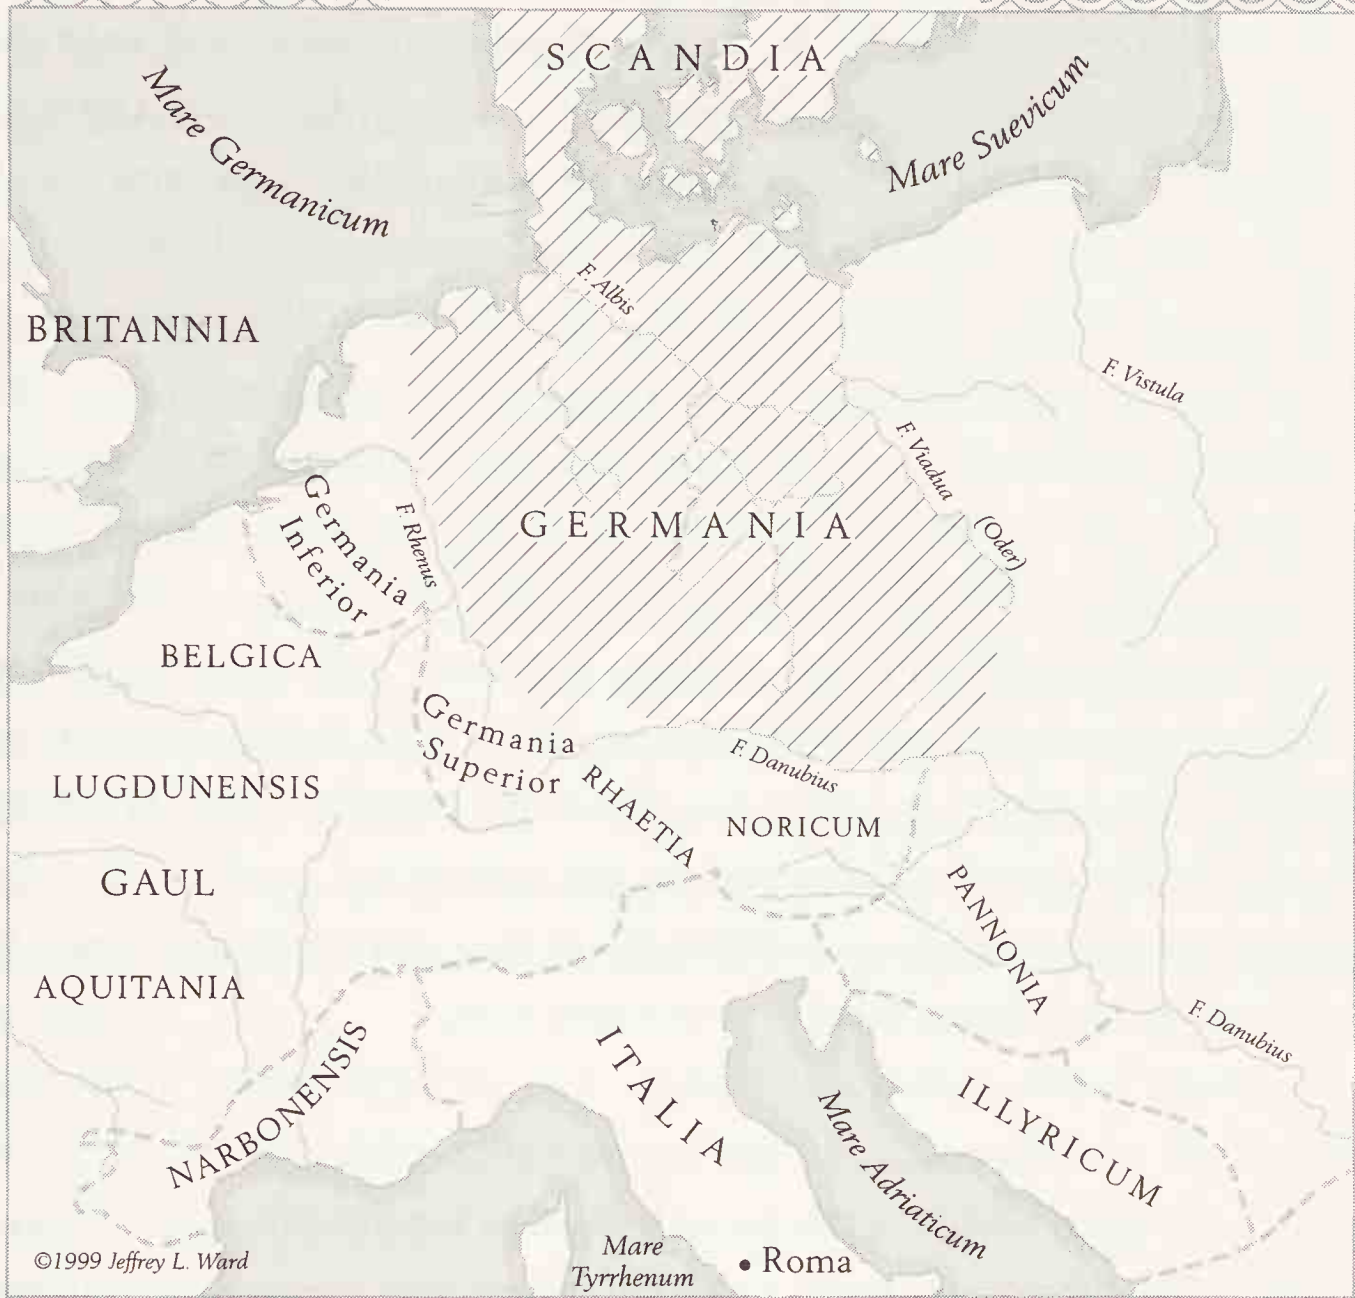 SCANDIA
Mare Germanicum
Mare Suevicum
F. Albis
BRITANNIA
F. Vistula
F. Viadua
(Oder)
Germania
Inferior
F. Rhenus
GERMANIA
BELGICA
Germania
Superior
F. Danubius
LUGDUNENSIS
RHAETIA
NORICUM
GAUL
PANNONIA
AQUITANIA
F. Danubius
NARBONENSIS
ITALIA
ILLYRICUM
Mare Adriaticum
©1999 Jeffrey L. Ward
Mare
Tyrrhenum
Roma